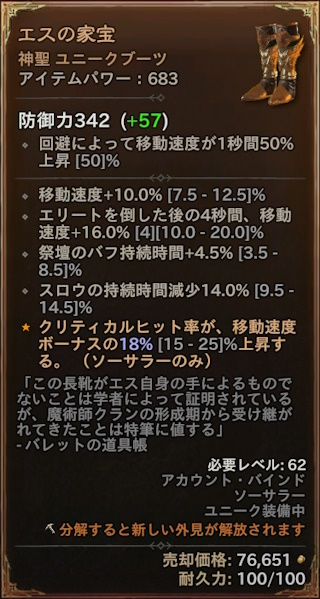 エスの家宝
神聖 ユニークブーツ
アイテムパワー：683
防御力342 (+57)
回避によって移動速度が1秒間50%
上昇 [50]%
移動速度+10.0% [7.5 - 12.5]%
エリートを倒した後の4秒間、移動
速度+16.0% [4][10.0 - 20.0]%
祭壇のバフ持続時間+4.5% [3.5 -
8.5]%
スロウの持続時間減少14.0% [9.5 -
14.5]%
クリティカルヒット率が、移動速度
ボーナスの18% [15 - 25]%上昇す
る。 （ソーサラーのみ）
「この長靴がエス自身の手によるもので
ないことは学者によって証明されている
が、魔術師クランの形成期から受け継が
れてきたことは特筆に値する」
- バレットの道具帳
必要レベル: 62
アカウント・バインド
ソーサラー
ユニーク装備中
分解すると新しい外見が解放されます
売却価格: 76,651
耐久力: 100/100